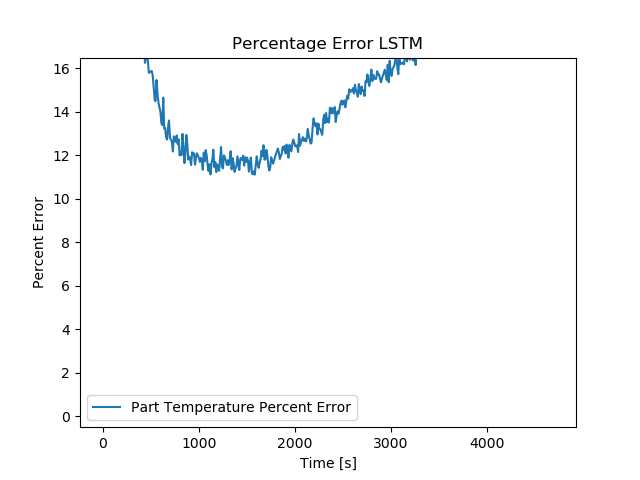 Percentage Error LSTM
Percent Error
16
14
12
10
8
6
4
2
0
Part Temperature Percent Error
0 1000 2000 3000 4000
Time [s]